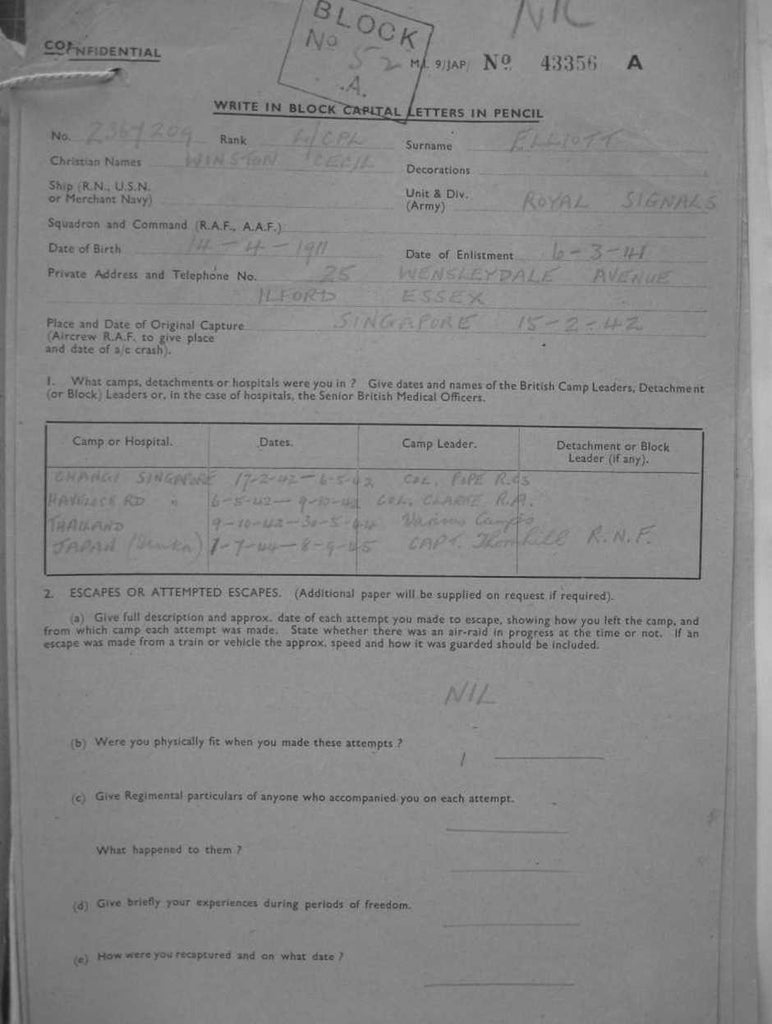 BLOCK
No 52
A.
NIL
CONFIDENTIAL
M.I. 9/JAP/ No 43356 A
WRITE IN BLOCK CAPITAL LETTERS IN PENCIL
No. 2367209 Rank L/CPL Surname ELLIOTT
Christian Names WINSTON CECIL Decorations
Ship (R.N., U.S.N. or Merchant Navy)
Unit & Div. (Army) ROYAL SIGNALS
Squadron and Command (R.A.F., A.A.F.)
Date of Birth 14-4-1911 Date of Enlistment 6-3-41
Private Address and Telephone No. 25 WENSLEYDALE AVENUE
ILFORD ESSEX
Place and Date of Original Capture SINGAPORE 15-2-42
(Aircrew R.A.F. to give place
and date of a/c crash).
1. What camps, detachments or hospitals were you in ? Give dates and names of the British Camp Leaders, Detachment
(or Block) Leaders or, in the case of hospitals, the Senior British Medical Officers.
Camp or Hospital. Dates. Camp Leader. Detachment or Block Leader (if any).
CHANGI SINGAPORE 17-2-42-6-5-42 COL. POPE R.CS
HAVELOCK RD " 6-5-42-9-10-42 COL. CLARKE R.A.
THAILAND 9-10-42-30-5-44 Various Camps
JAPAN 1-7-44-8-9-45 CAPT. Thornhill R.N.F.
2. ESCAPES OR ATTEMPTED ESCAPES. (Additional paper will be supplied on request if required).
(a) Give full description and approx. date of each attempt you made to escape, showing how you left the camp, and
from which camp each attempt was made. State whether there was an air-raid in progress at the time or not. If an
escape was made from a train or vehicle the approx. speed and how it was guarded should be included.
NIL
(b) Were you physically fit when you made these attempts ?
(c) Give Regimental particulars of anyone who accompanied you on each attempt.
What happened to them ?
(d) Give briefly your experiences during periods of freedom.
(e) How were you recaptured and on what date ?